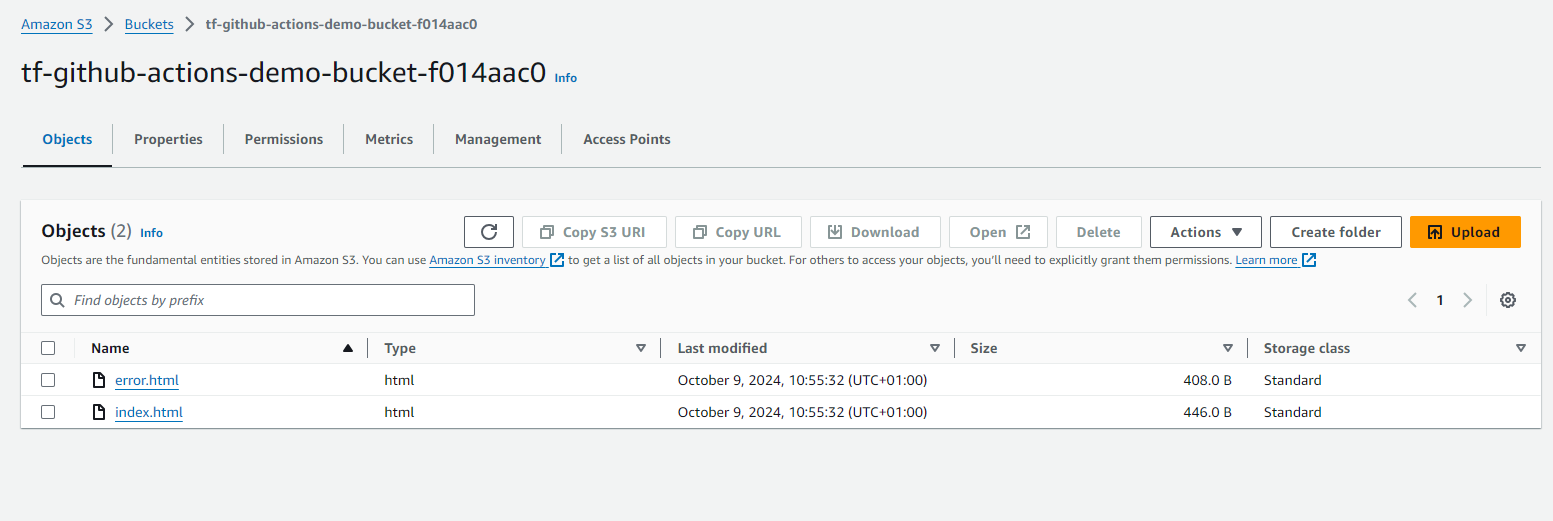 Amazon S3 > Buckets > tf-github-actions-demo-bucket-f014aac0
tf-github-actions-demo-bucket-f014aac0 Info
Objects Properties Permissions Metrics Management Access Points
Objects (2) Info Copy S3 URI Copy URL Download Open Delete Actions Create folder Upload
Objects are the fundamental entities stored in Amazon S3. You can use Amazon S3 inventory to get a list of all objects in your bucket. For others to access your objects, you'll need to explicitly grant them permissions. Learn more
Find objects by prefix 1
Name Type Last modified Size Storage class
error.html html October 9, 2024, 10:55:32 (UTC+01:00) 408.0 B Standard
index.html html October 9, 2024, 10:55:32 (UTC+01:00) 446.0 B Standard